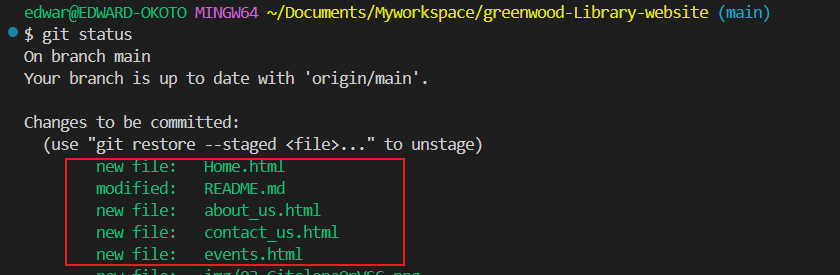 edwar@EDWARD-OKOTO MINGW64 ~/Documents/Myworkspace/greenwood-Library-website (main)
$ git status
On branch main
Your branch is up to date with 'origin/main'.
Changes to be committed:
(use "git restore --staged <file>..." to unstage)
new file: Home.html
modified: README.md
new file: about_us.html
new file: contact_us.html
new file: events.html
new file: